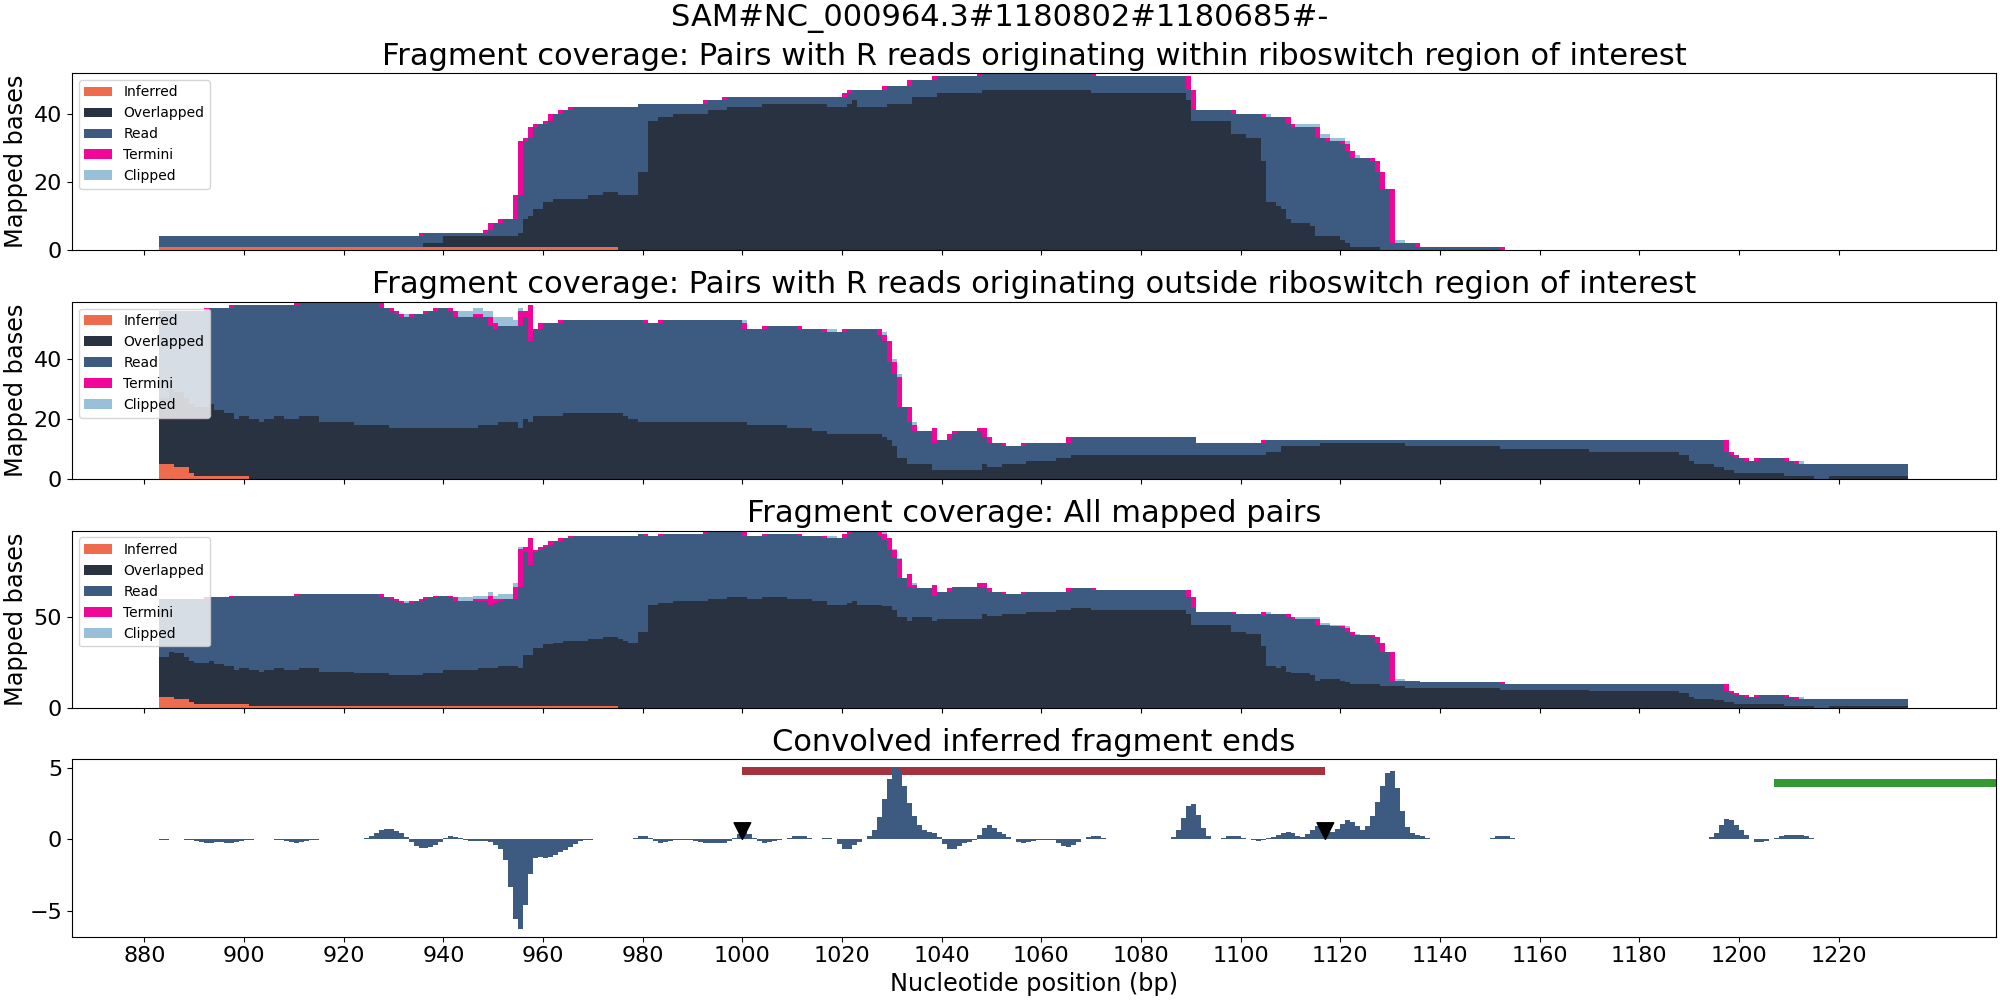 SAM#NC_000964.3#1180802#1180685#-
Fragment coverage: Pairs with R reads originating within riboswitch region of interest
Mapped bases
40
20
0
Inferred
Overlapped
Read
Termini
Clipped
Fragment coverage: Pairs with R reads originating outside riboswitch region of interest
Mapped bases
40
20
0
Inferred
Overlapped
Read
Termini
Clipped
Fragment coverage: All mapped pairs
Mapped bases
50
0
Inferred
Overlapped
Read
Termini
Clipped
Convolved inferred fragment ends
5
0
−5
880 900 920 940 960 980 1000 1020 1040 1060 1080 1100 1120 1140 1160 1180 1200 1220
Nucleotide position (bp)